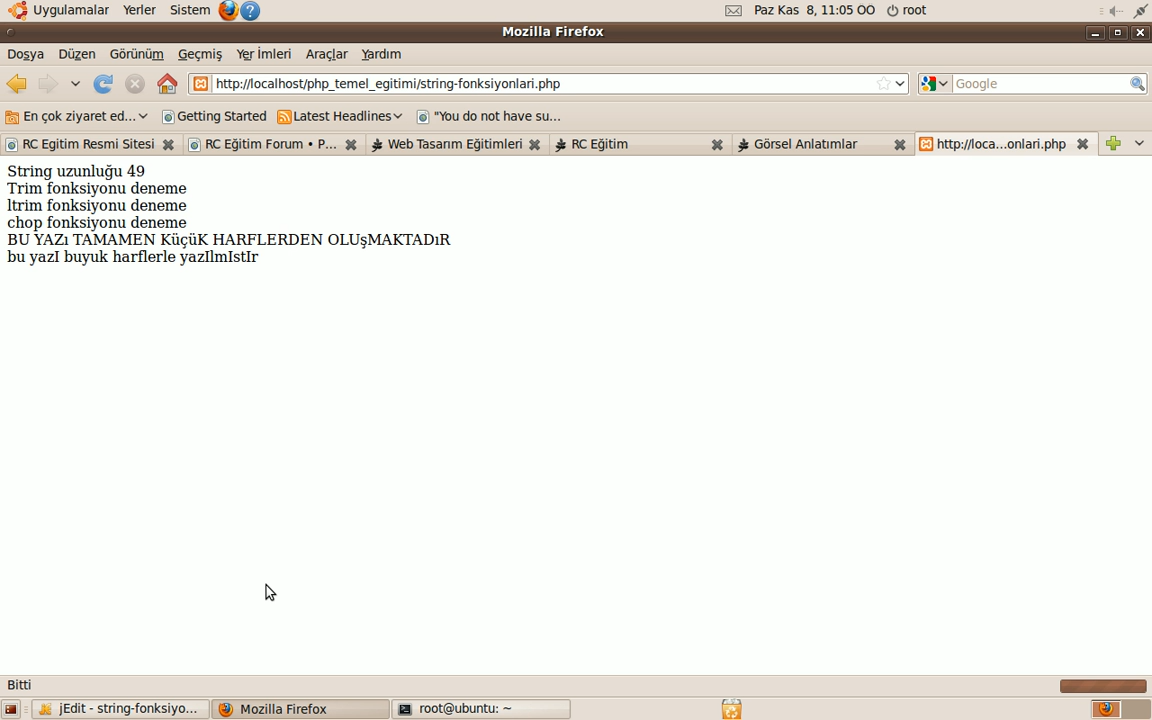 Uygulamalar Yerler Sistem ? Paz Kas 8, 11:05 ÖÖ root
Mozilla Firefox
Dosya Düzen Görünüm Geçmiş Yer İmleri Araçlar Yardım
http://localhost/php_temel_egitimi/string-fonksiyonlari.php Google
En çok ziyaret ed... Getting Started Latest Headlines "You do not have su...
RC Egitim Resmi Sitesi RC Eğitim Forum • P... Web Tasarım Eğitimleri RC Eğitim Görsel Anlatımlar http://loca...onlari.php
String uzunluğu 49
Trim fonksiyonu deneme
ltrim fonksiyonu deneme
chop fonksiyonu deneme
BU YAZı TAMAMEN KüçüK HARFLERDEN OLUşMAKTADıR
bu yazI buyuk harflerle yazIlmIstIr
Bitti
jEdit - string-fonksiyo... Mozilla Firefox root@ubuntu: ~